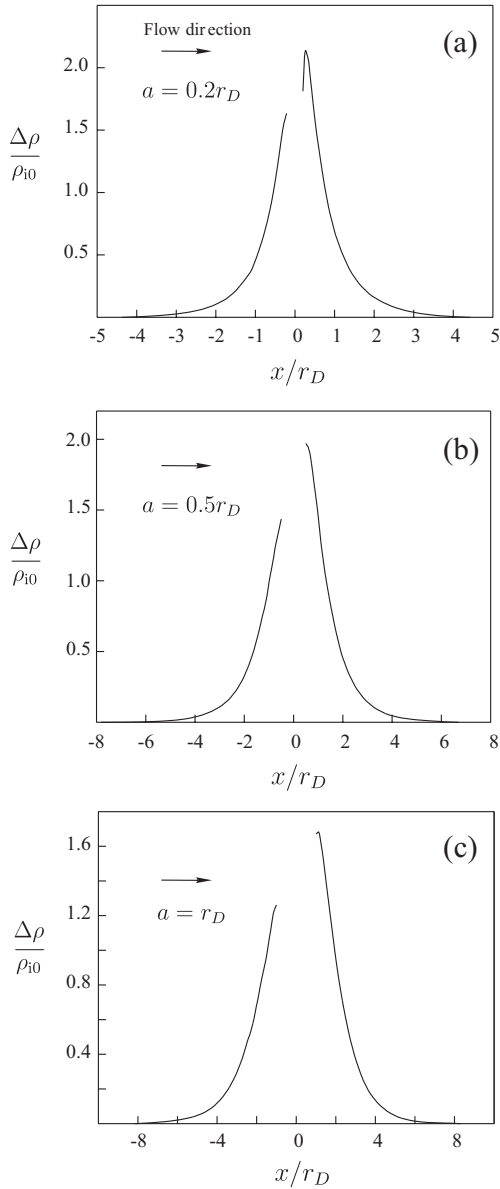 Flow direction
(a)
a = 0.2r_D
Δρ
ρ_i0
2.0
1.5
1.0
0.5
-5 -4 -3 -2 -1 0 1 2 3 4 5
x/r_D
(b)
a = 0.5r_D
Δρ
ρ_i0
2.0
1.5
1.0
0.5
-8 -6 -4 -2 0 2 4 6 8
x/r_D
(c)
a = r_D
Δρ
ρ_i0
1.6
1.2
0.8
0.4
-8 -4 0 4 8
x/r_D